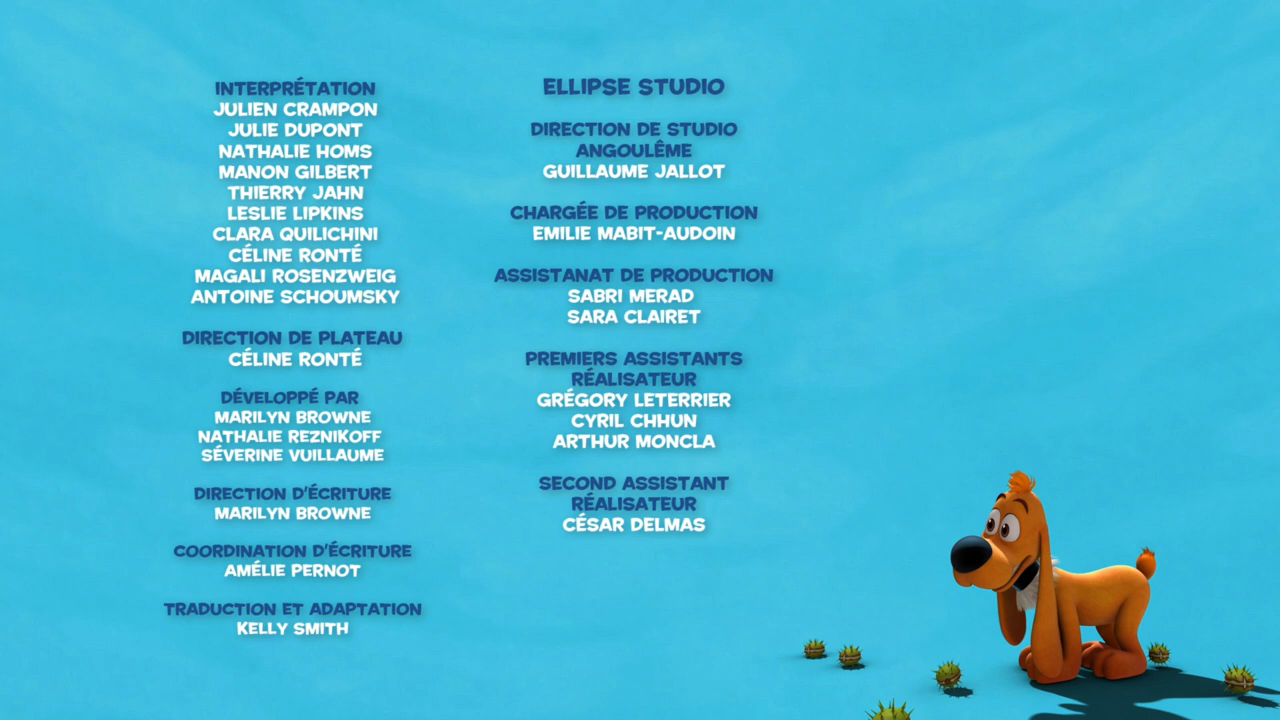 INTERPRÉTATION
JULIEN CRAMPON
JULIE DUPONT
NATHALIE HOMS
MANON GILBERT
THIERRY JAHN
LESLIE LIPKINS
CLARA QUILICHINI
CÉLINE RONTÉ
MAGALI ROSENZWEIG
ANTOINE SCHOUMSKY
DIRECTION DE PLATEAU
CÉLINE RONTÉ
DÉVELOPPÉ PAR
MARILYN BROWNE
NATHALIE REZNIKOFF
SÉVERINE VUILLAUME
DIRECTION D'ÉCRITURE
MARILYN BROWNE
COORDINATION D'ÉCRITURE
AMÉLIE PERNOT
TRADUCTION ET ADAPTATION
KELLY SMITH
ELLIPSE STUDIO
DIRECTION DE STUDIO
ANGOULÊME
GUILLAUME JALLOT
CHARGÉE DE PRODUCTION
EMILIE MABIT-AUDOIN
ASSISTANAT DE PRODUCTION
SABRI MERAD
SARA CLAIRET
PREMIERS ASSISTANTS
RÉALISATEUR
GRÉGORY LETERRIER
CYRIL CHHUN
ARTHUR MONCLA
SECOND ASSISTANT
RÉALISATEUR
CÉSAR DELMAS